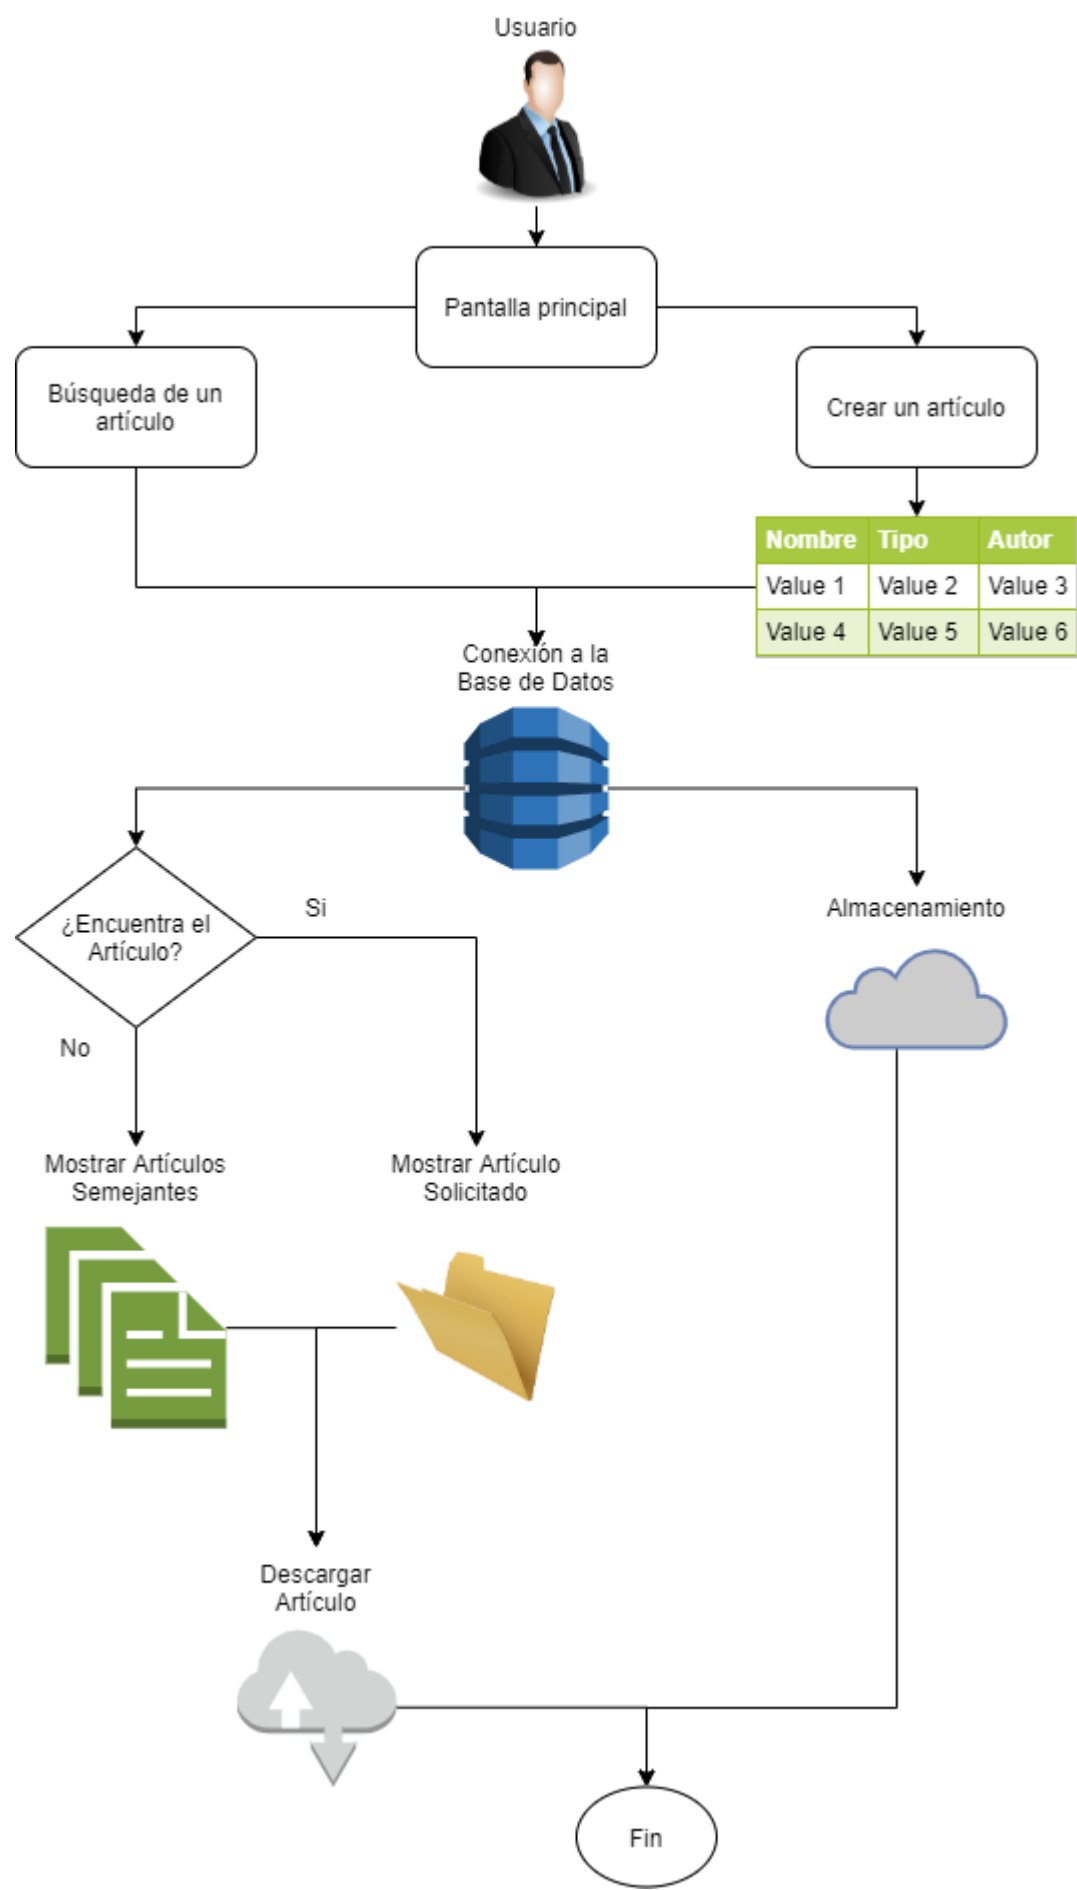 Usuario
Pantalla principal
Búsqueda de un
artículo
Crear un artículo
Nombre Tipo Autor
Value 1 Value 2 Value 3
Value 4 Value 5 Value 6
Conexión a la
Base de Datos
¿Encuentra el
Artículo?
Si
No
Almacenamiento
Mostrar Artículos
Semejantes
Mostrar Artículo
Solicitado
Descargar
Artículo
Fin